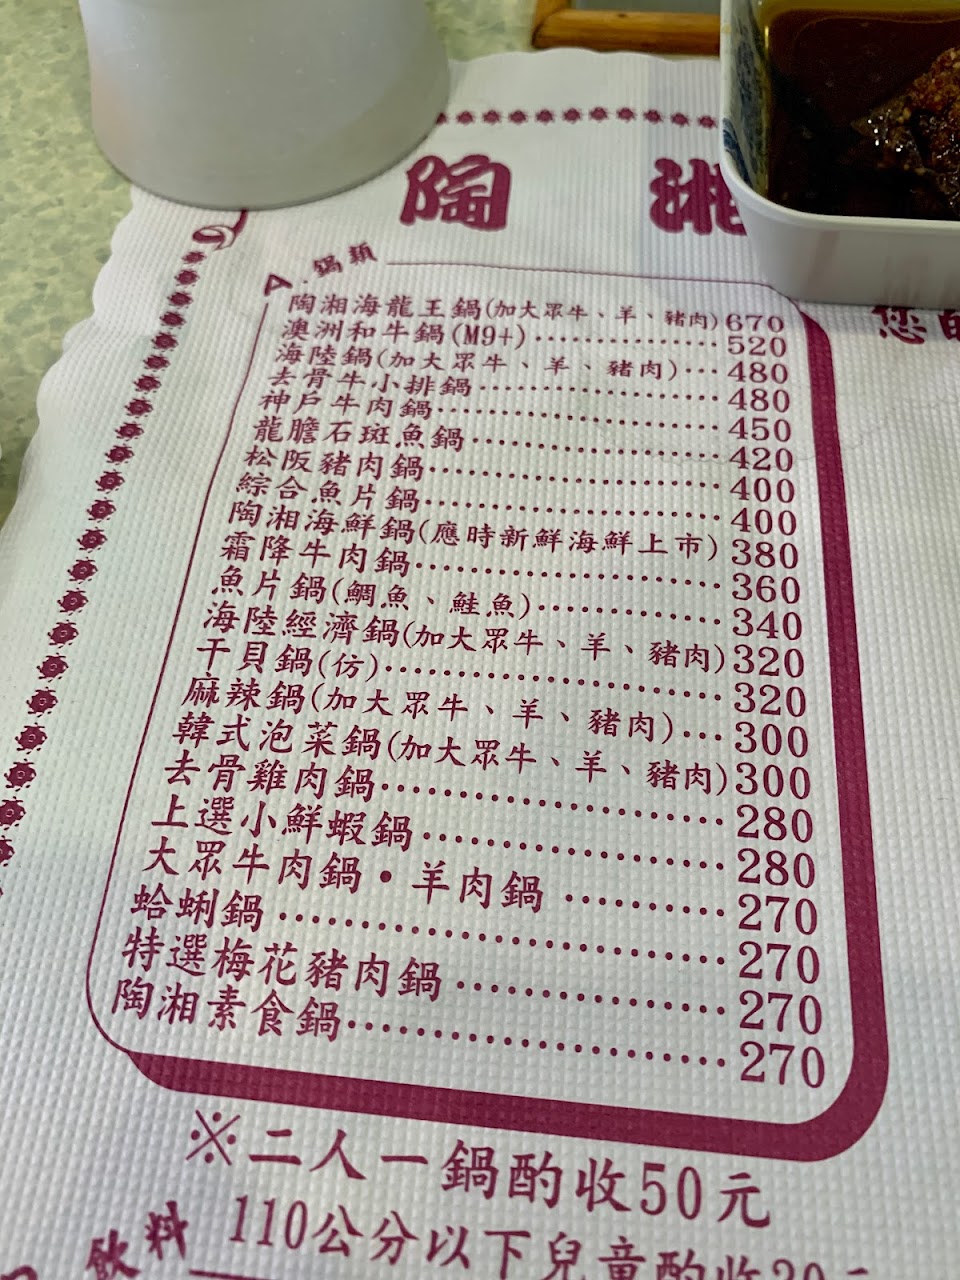 陶湘
您的
A.鍋類
陶湘海龍王鍋(加大眾牛、羊、豬肉)670
澳洲和牛鍋(M9+)⋯⋯⋯⋯⋯520
海陸鍋(加大眾牛、羊、豬肉)⋯480
去骨牛小排鍋⋯⋯⋯⋯⋯⋯⋯480
神戶牛肉鍋⋯⋯⋯⋯⋯⋯⋯⋯450
龍膽石斑魚鍋⋯⋯⋯⋯⋯⋯⋯420
松阪豬肉鍋⋯⋯⋯⋯⋯⋯⋯⋯400
綜合魚片鍋⋯⋯⋯⋯⋯⋯⋯⋯400
陶湘海鮮鍋(應時新鮮海鮮上市)380
霜降牛肉鍋⋯⋯⋯⋯⋯⋯⋯⋯360
魚片鍋(鯛魚、鮭魚)⋯⋯⋯⋯340
海陸經濟鍋(加大眾牛、羊、豬肉)320
干貝鍋(仿)⋯⋯⋯⋯⋯⋯⋯⋯320
麻辣鍋(加大眾牛、羊、豬肉)⋯300
韓式泡菜鍋(加大眾牛、羊、豬肉)300
去骨雞肉鍋⋯⋯⋯⋯⋯⋯⋯⋯280
上選小鮮蝦鍋⋯⋯⋯⋯⋯⋯⋯280
大眾牛肉鍋・羊肉鍋⋯⋯⋯⋯270
蛤蜊鍋⋯⋯⋯⋯⋯⋯⋯⋯⋯⋯270
特選梅花豬肉鍋⋯⋯⋯⋯⋯⋯270
陶湘素食鍋⋯⋯⋯⋯⋯⋯⋯⋯270
※二人一鍋酌收50元
110公分以下兒童酌收
飲料